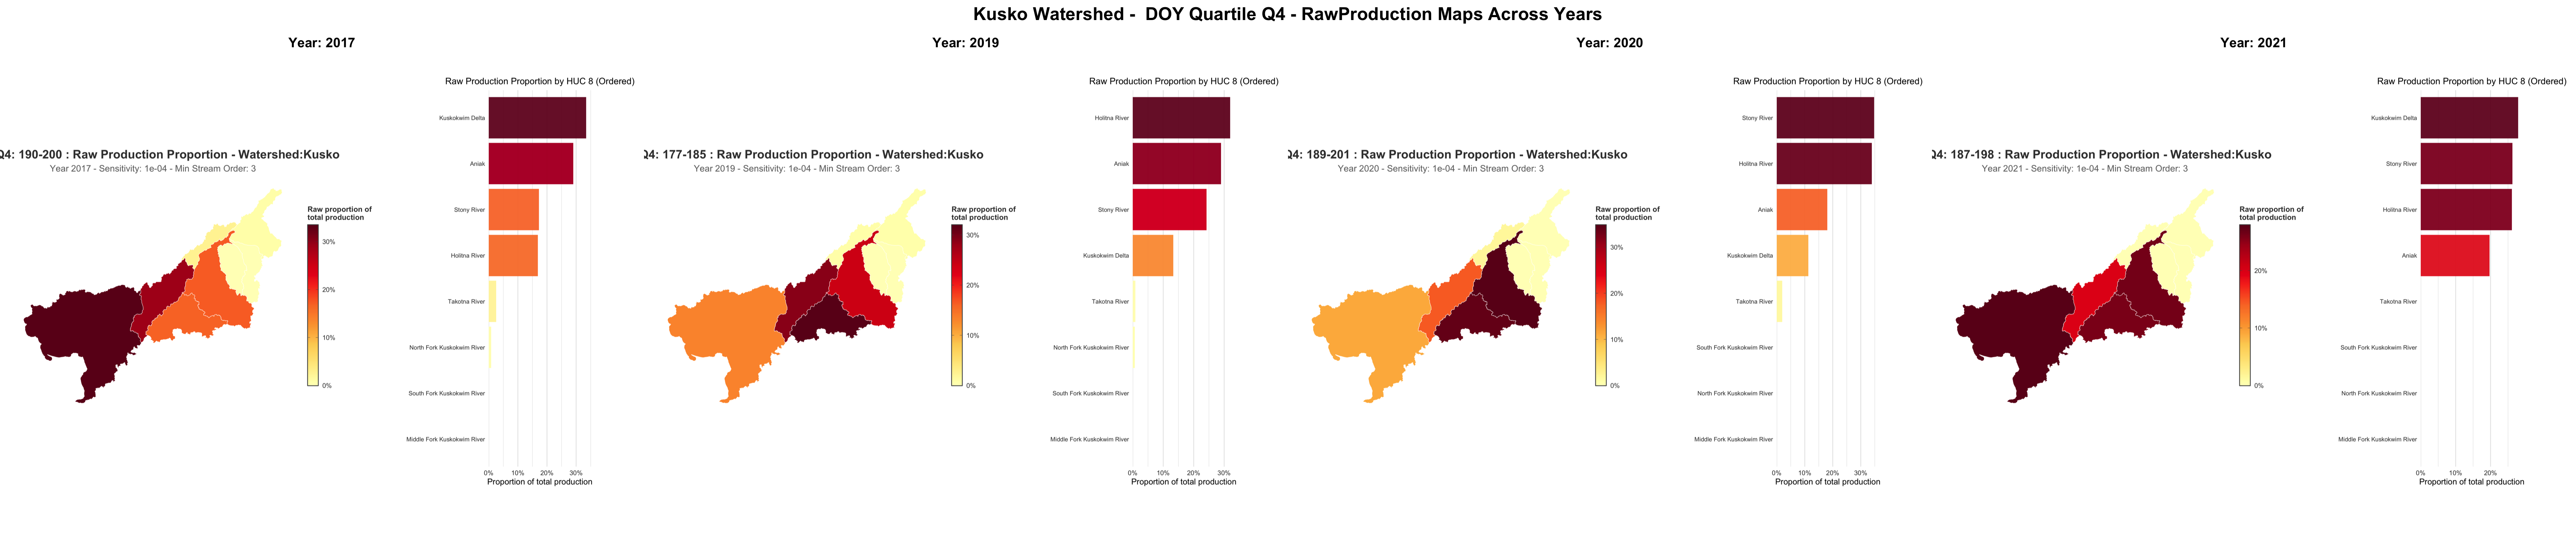 Kusko Watershed - DOY Quartile Q4 - RawProduction Maps Across Years
Year: 2017
Raw Production Proportion by HUC 8 (Ordered)
Q4: 190-200 : Raw Production Proportion - Watershed:Kusko
Year 2017 - Sensitivity: 1e-04 - Min Stream Order: 3
Raw proportion of
total production
30%
20%
10%
0%
Kuskokwim Delta
Aniak
Stony River
Holitna River
Takotna River
North Fork Kuskokwim River
South Fork Kuskokwim River
Middle Fork Kuskokwim River
0% 10% 20% 30%
Proportion of total production
Year: 2019
Raw Production Proportion by HUC 8 (Ordered)
Q4: 177-185 : Raw Production Proportion - Watershed:Kusko
Year 2019 - Sensitivity: 1e-04 - Min Stream Order: 3
Raw proportion of
total production
30%
20%
10%
0%
Holitna River
Aniak
Stony River
Kuskokwim Delta
Takotna River
North Fork Kuskokwim River
South Fork Kuskokwim River
Middle Fork Kuskokwim River
0% 10% 20% 30%
Proportion of total production
Year: 2020
Raw Production Proportion by HUC 8 (Ordered)
Q4: 189-201 : Raw Production Proportion - Watershed:Kusko
Year 2020 - Sensitivity: 1e-04 - Min Stream Order: 3
Raw proportion of
total production
30%
20%
10%
0%
Stony River
Holitna River
Aniak
Kuskokwim Delta
Takotna River
South Fork Kuskokwim River
North Fork Kuskokwim River
Middle Fork Kuskokwim River
0% 10% 20% 30%
Proportion of total production
Year: 2021
Raw Production Proportion by HUC 8 (Ordered)
Q4: 187-198 : Raw Production Proportion - Watershed:Kusko
Year 2021 - Sensitivity: 1e-04 - Min Stream Order: 3
Raw proportion of
total production
20%
10%
0%
Kuskokwim Delta
Stony River
Holitna River
Aniak
Takotna River
South Fork Kuskokwim River
North Fork Kuskokwim River
Middle Fork Kuskokwim River
0% 10% 20%
Proportion of total production